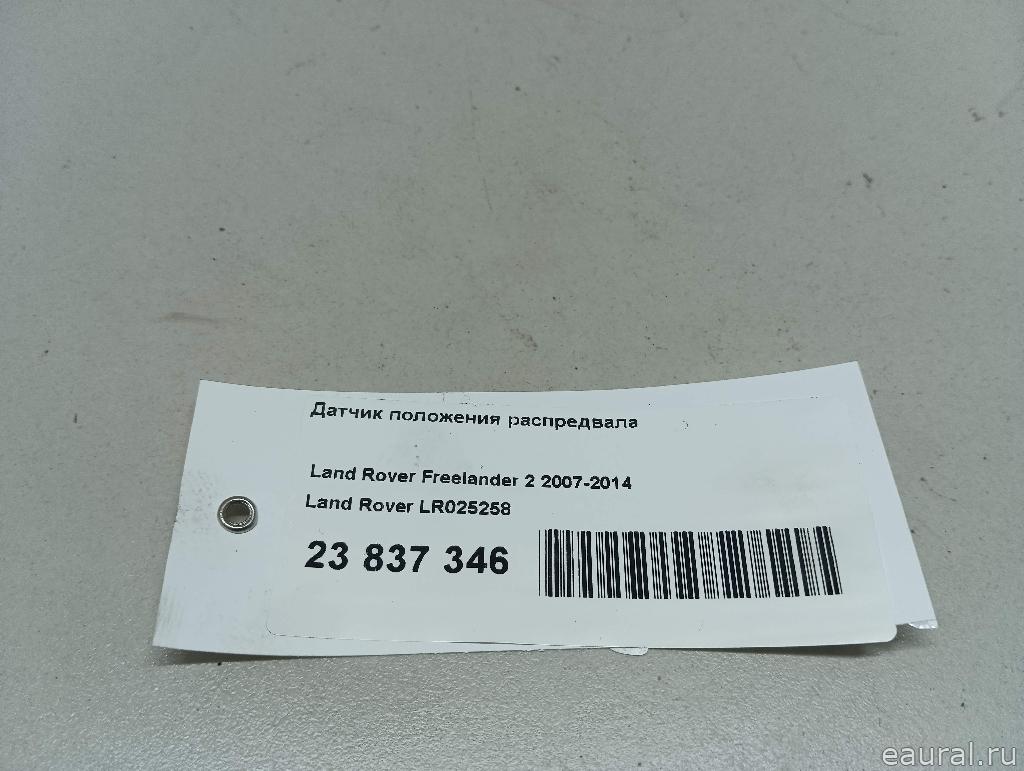 Датчик положения распредвала
Land Rover Freelander 2 2007-2014
Land Rover LR025258
23 837 346
eaural.ru